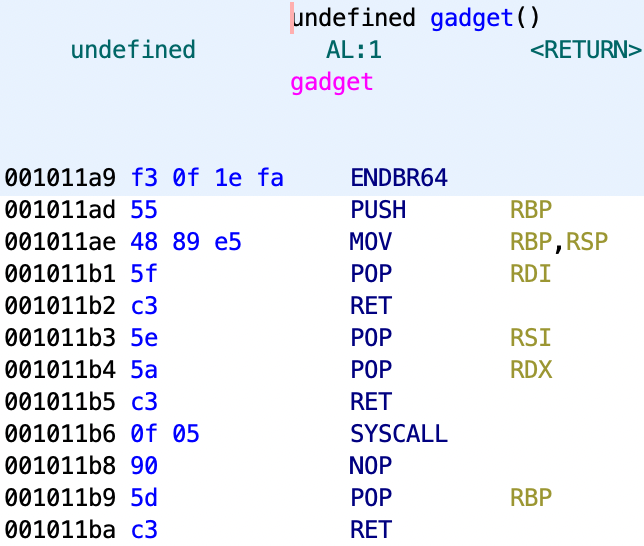 undefined gadget()
undefined AL:1 <RETURN>
gadget
001011a9 f3 0f 1e fa ENDBR64
001011ad 55 PUSH RBP
001011ae 48 89 e5 MOV RBP,RSP
001011b1 5f POP RDI
001011b2 c3 RET
001011b3 5e POP RSI
001011b4 5a POP RDX
001011b5 c3 RET
001011b6 0f 05 SYSCALL
001011b8 90 NOP
001011b9 5d POP RBP
001011ba c3 RET